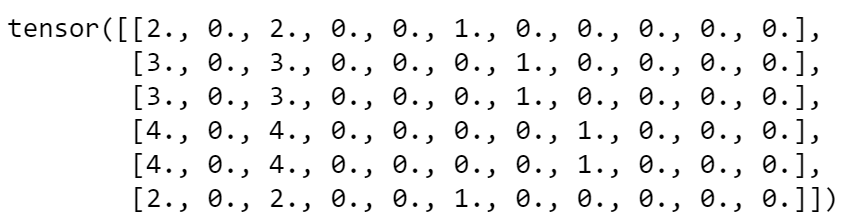 tensor([[2., 0., 2., 0., 0., 1., 0., 0., 0., 0., 0.],
        [3., 0., 3., 0., 0., 0., 1., 0., 0., 0., 0.],
        [3., 0., 3., 0., 0., 0., 1., 0., 0., 0., 0.],
        [4., 0., 4., 0., 0., 0., 0., 1., 0., 0., 0.],
        [4., 0., 4., 0., 0., 0., 0., 1., 0., 0., 0.],
        [2., 0., 2., 0., 0., 1., 0., 0., 0., 0., 0.]])